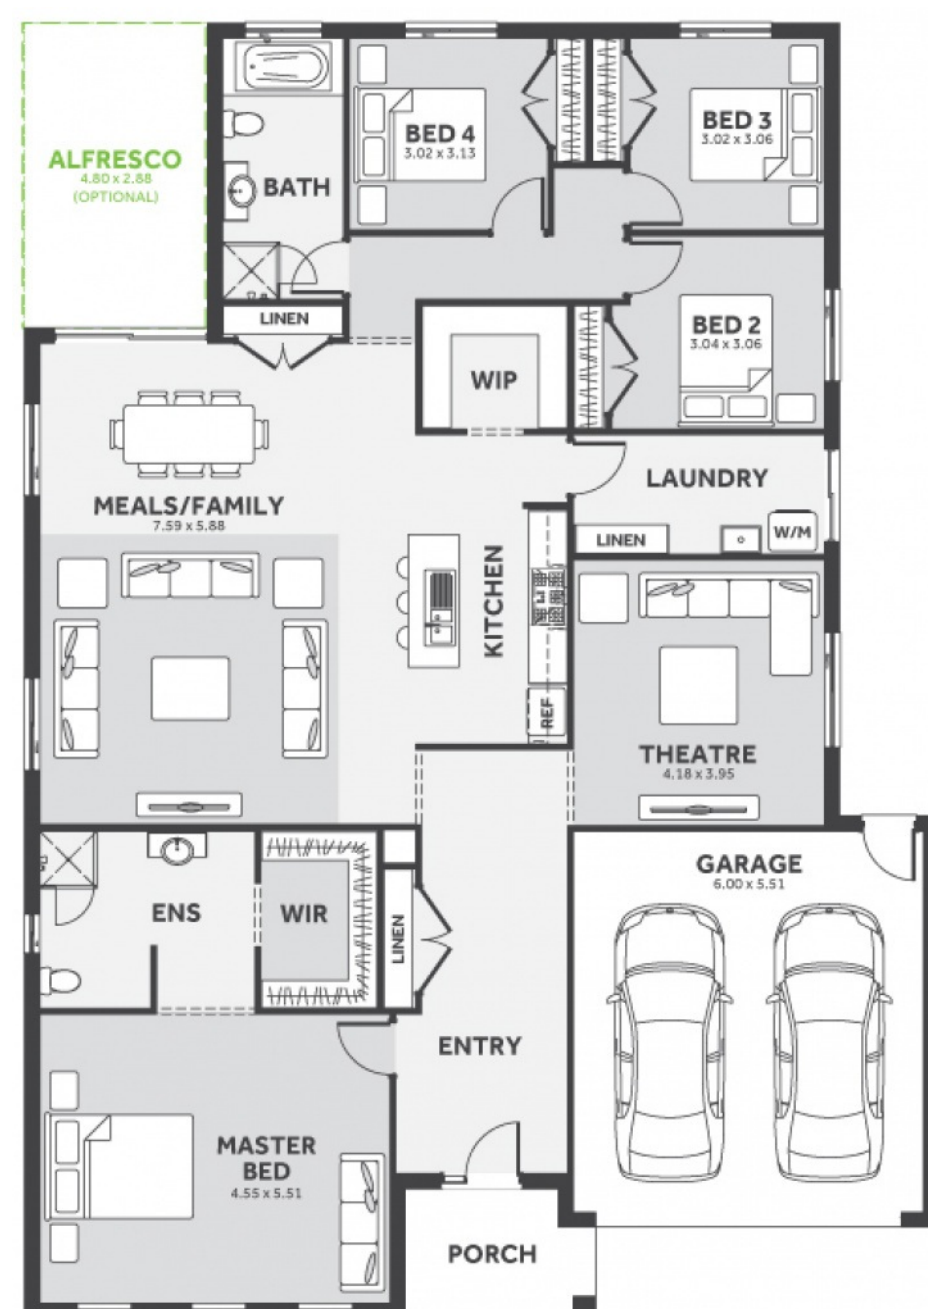 ALFRESCO
4.80 x 2.88
(OPTIONAL)
BATH
BED 4
3.02 x 3.13
BED 3
3.02 x 3.06
LINEN
WIP
BED 2
3.04 x 3.06
MEALS/FAMILY
7.59 x 5.88
KITCHEN
REF
LAUNDRY
LINEN
W/M
THEATRE
4.18 x 3.95
ENS
WIR
LINEN
GARAGE
6.00 x 5.51
ENTRY
MASTER
BED
4.55 x 5.51
PORCH